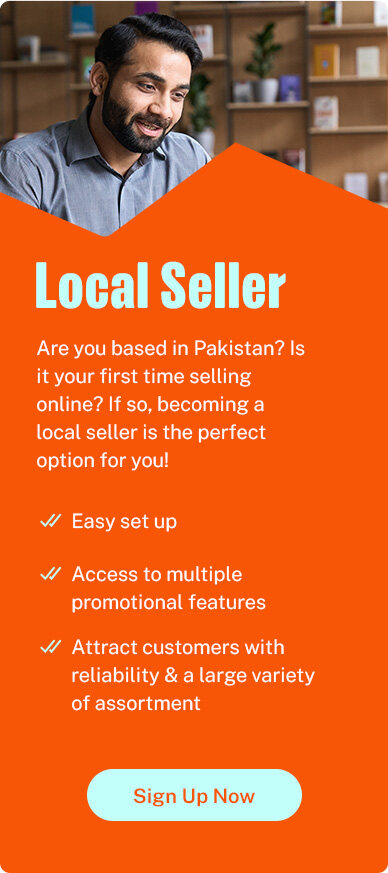 Local Seller
Are you based in Pakistan? Is
it your first time selling
online? If so, becoming a
local seller is the perfect
option for you!
Easy set up
Access to multiple
promotional features
Attract customers with
reliability & a large variety
of assortment
Sign Up Now